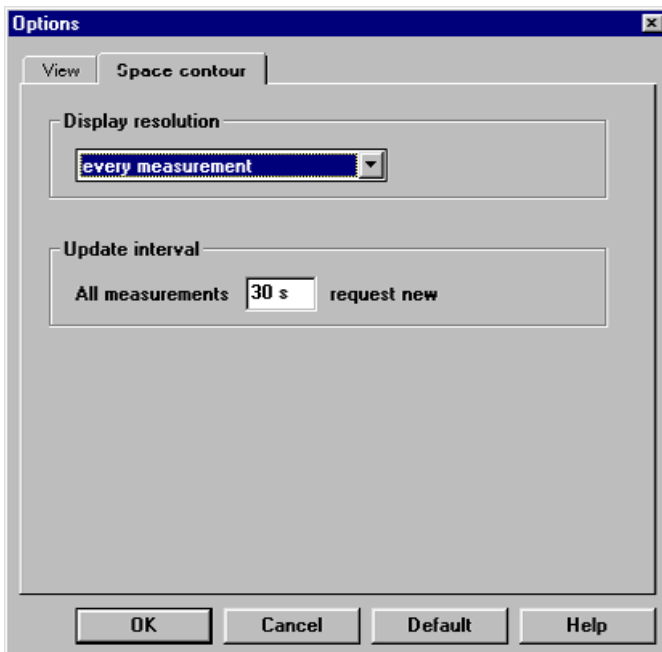 Options
View Space contour
Display resolution
every measurement
Update interval
All measurements 30 s request new
OK Cancel Default Help